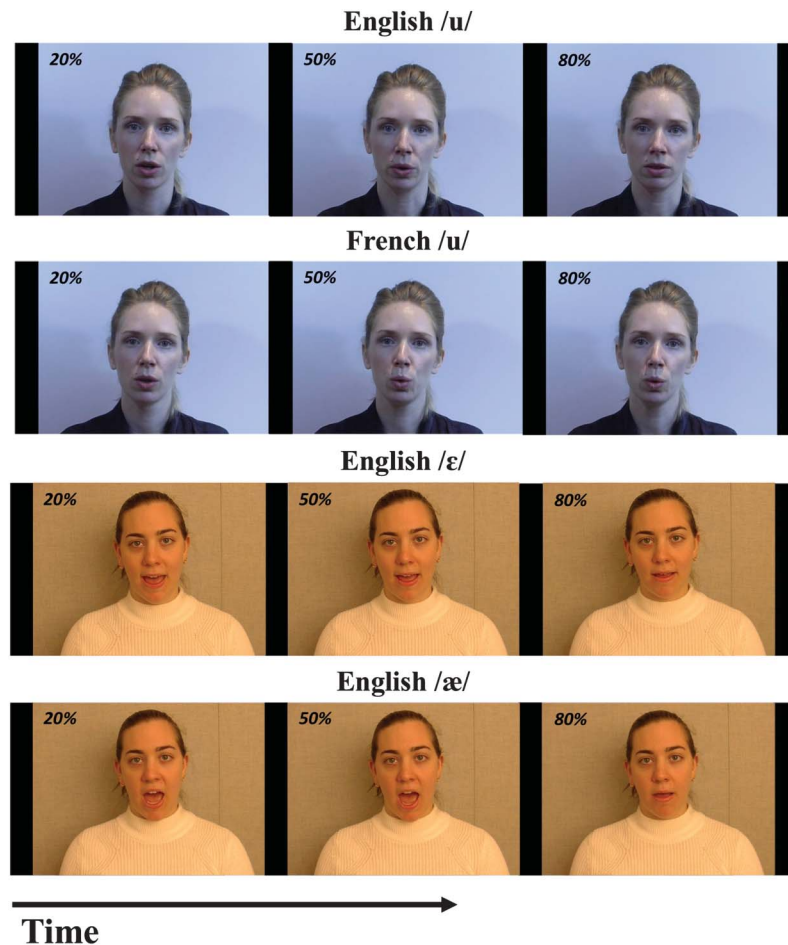 English /u/
20% 50% 80%
French /u/
20% 50% 80%
English /ɛ/
20% 50% 80%
English /æ/
20% 50% 80%
Time